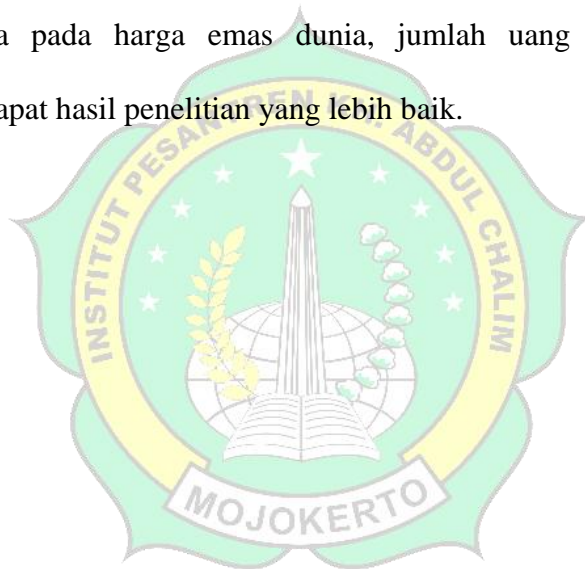 a pada harga emas dunia, jumlah uang
apat hasil penelitian yang lebih baik.
INSTITUT PESANTREN KH. ABDUL CHALIM
MOJOKERTO